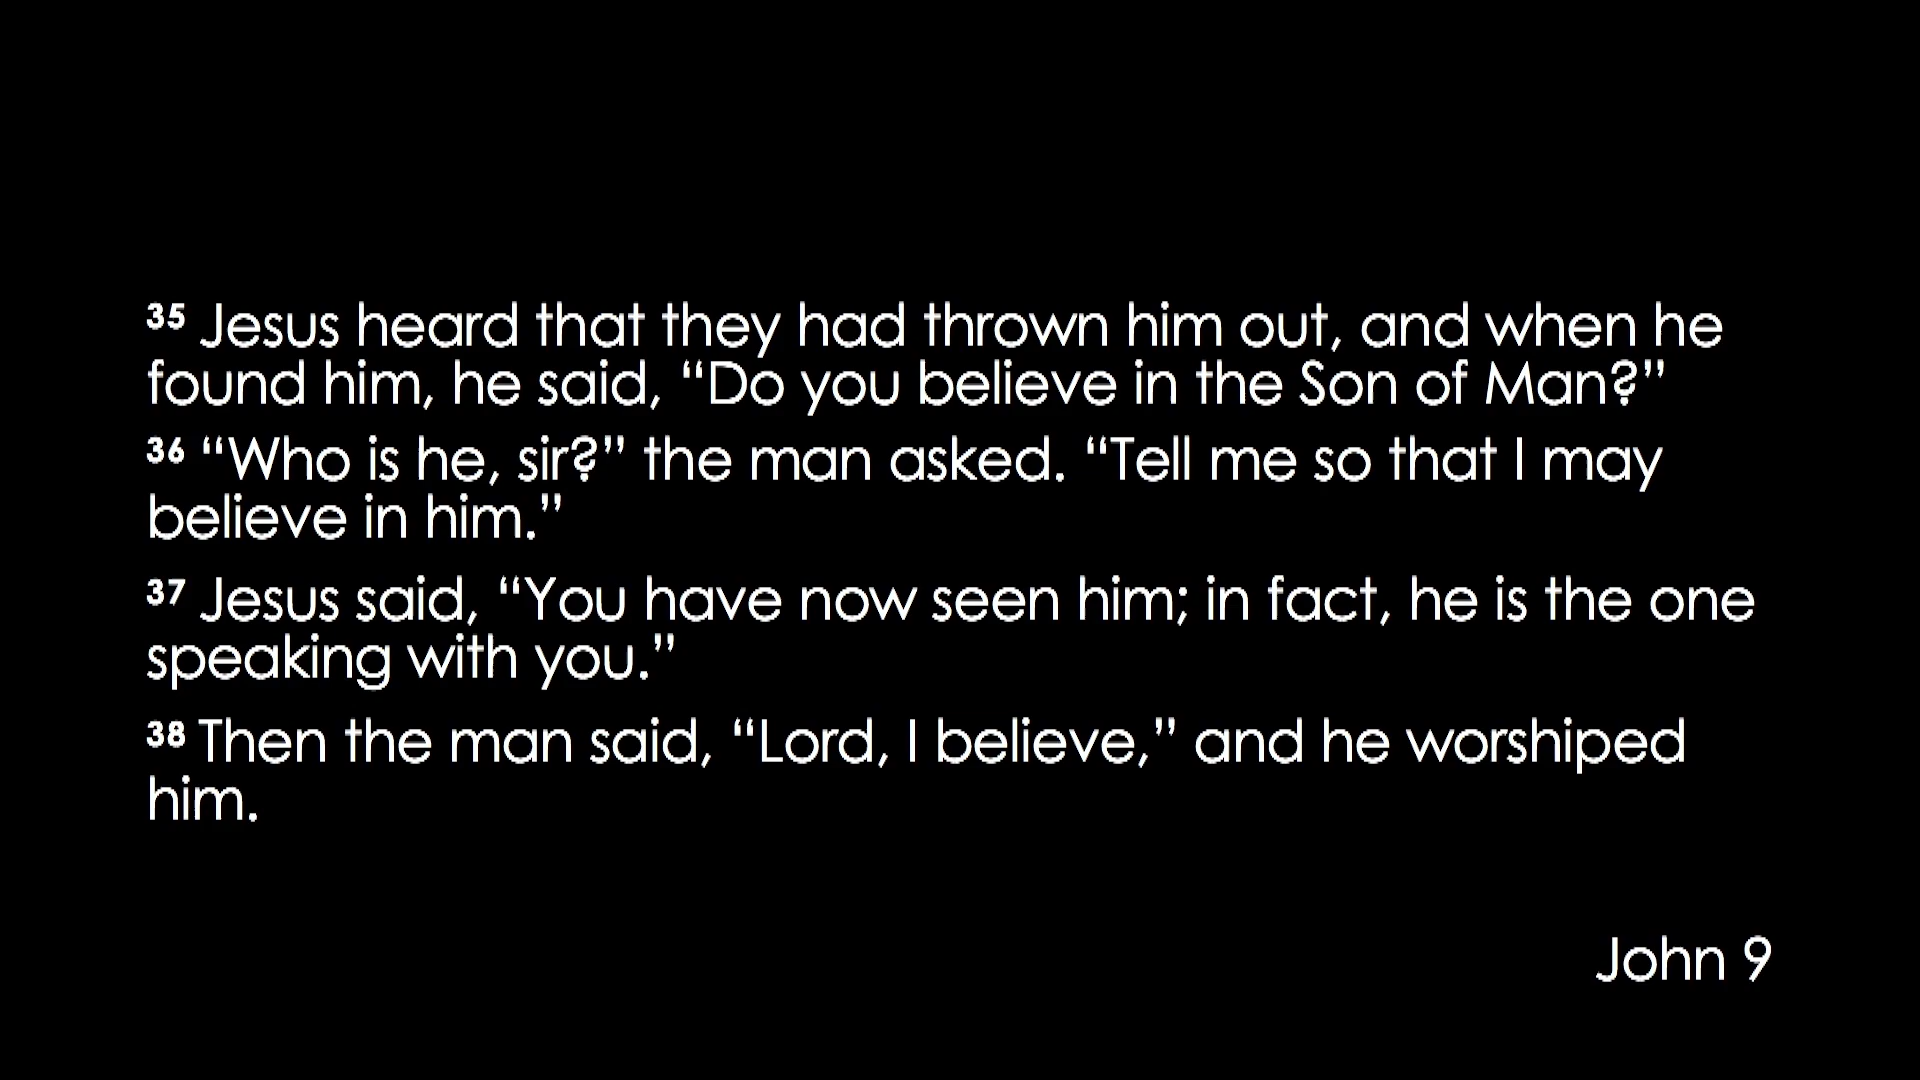 35 Jesus heard that they had thrown him out, and when he
found him, he said, “Do you believe in the Son of Man?”
36 “Who is he, sir?” the man asked. “Tell me so that I may
believe in him.”
37 Jesus said, “You have now seen him; in fact, he is the one
speaking with you.”
38 Then the man said, “Lord, I believe,” and he worshiped
him.
John 9